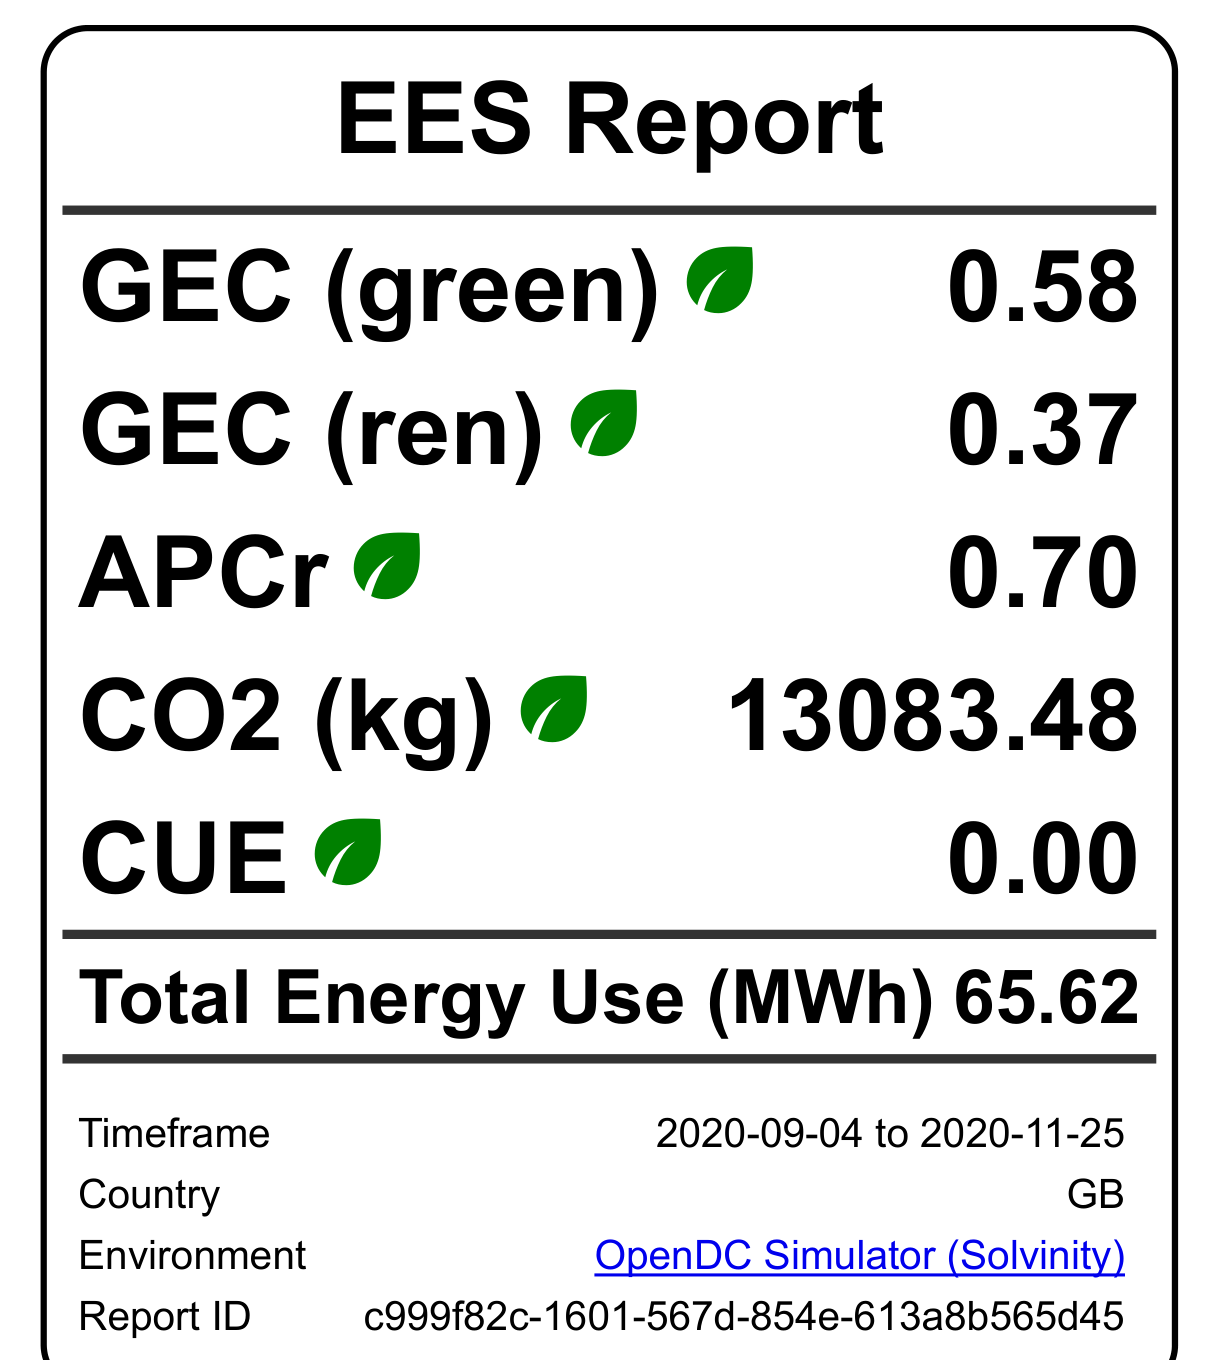 EES Report
GEC (green) 0.58
GEC (ren) 0.37
APCr 0.70
CO2 (kg) 13083.48
CUE 0.00
Total Energy Use (MWh) 65.62
Timeframe 2020-09-04 to 2020-11-25
Country GB
Environment OpenDC Simulator (Solvinity)
Report ID c999f82c-1601-567d-854e-613a8b565d45